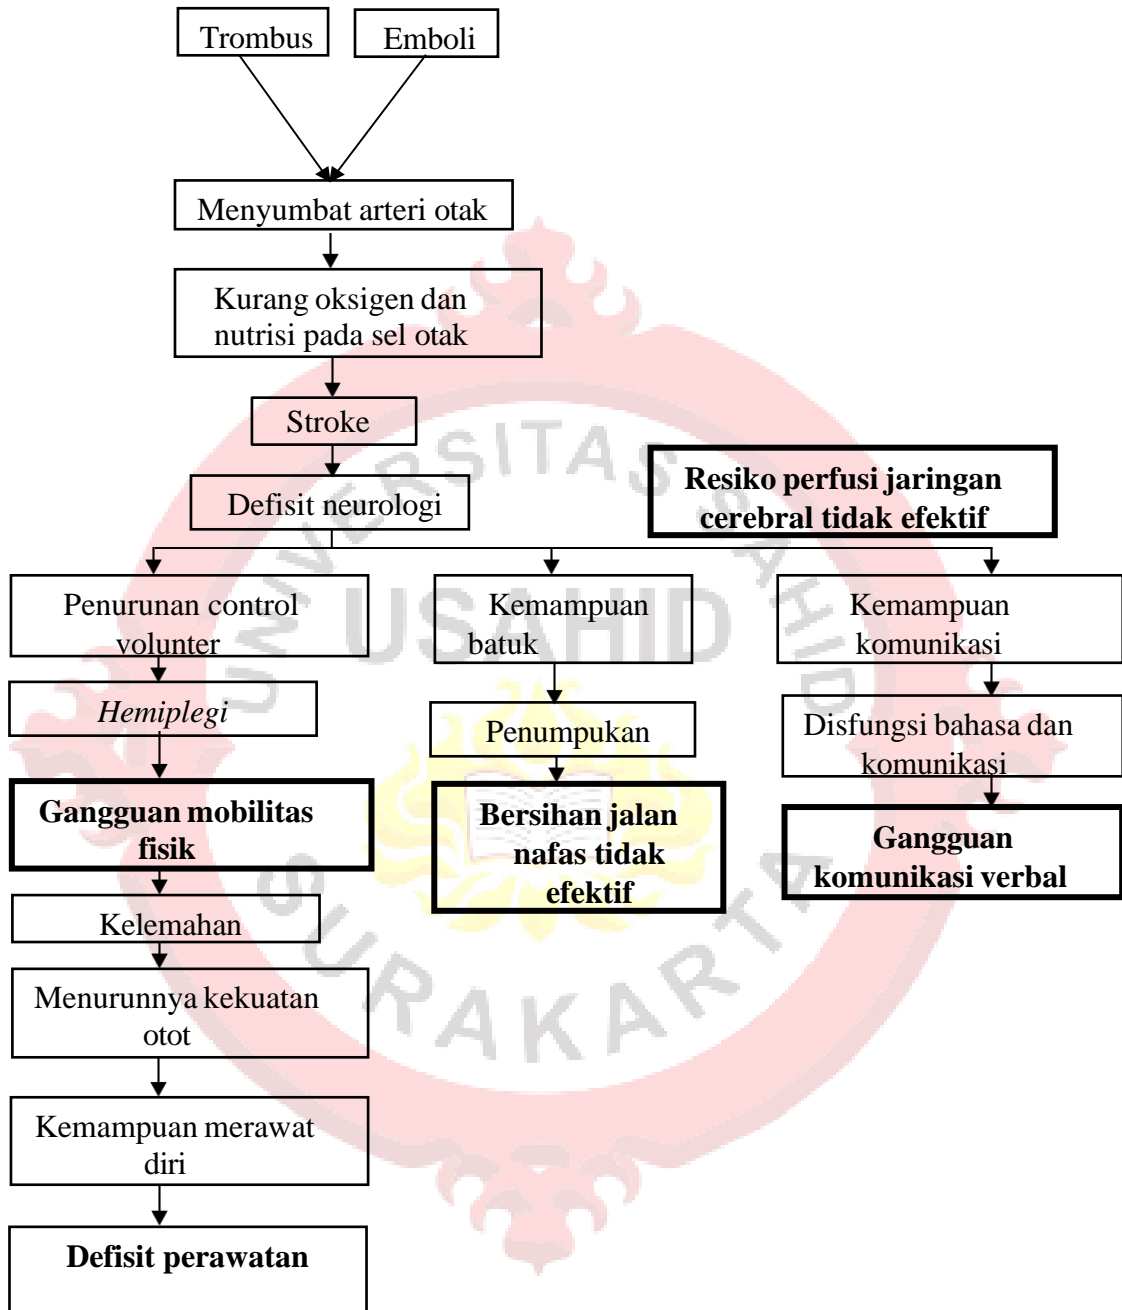 Trombus
Emboli
Menyumbat arteri otak
Kurang oksigen dan
nutrisi pada sel otak
Stroke
Defisit neurologi
Resiko perfusi jaringan
cerebral tidak efektif
Penurunan control
volunter
Kemampuan
batuk
Kemampuan
komunikasi
Hemiplegi
Penumpukan
Disfungsi bahasa dan
komunikasi
Gangguan mobilitas
fisik
Bersihan jalan
nafas tidak
efektif
Gangguan
komunikasi verbal
Kelemahan
Menurunnya kekuatan
otot
Kemampuan merawat
diri
Defisit perawatan
UNIVERSITAS SAHID
USAHID
SURAKARTA